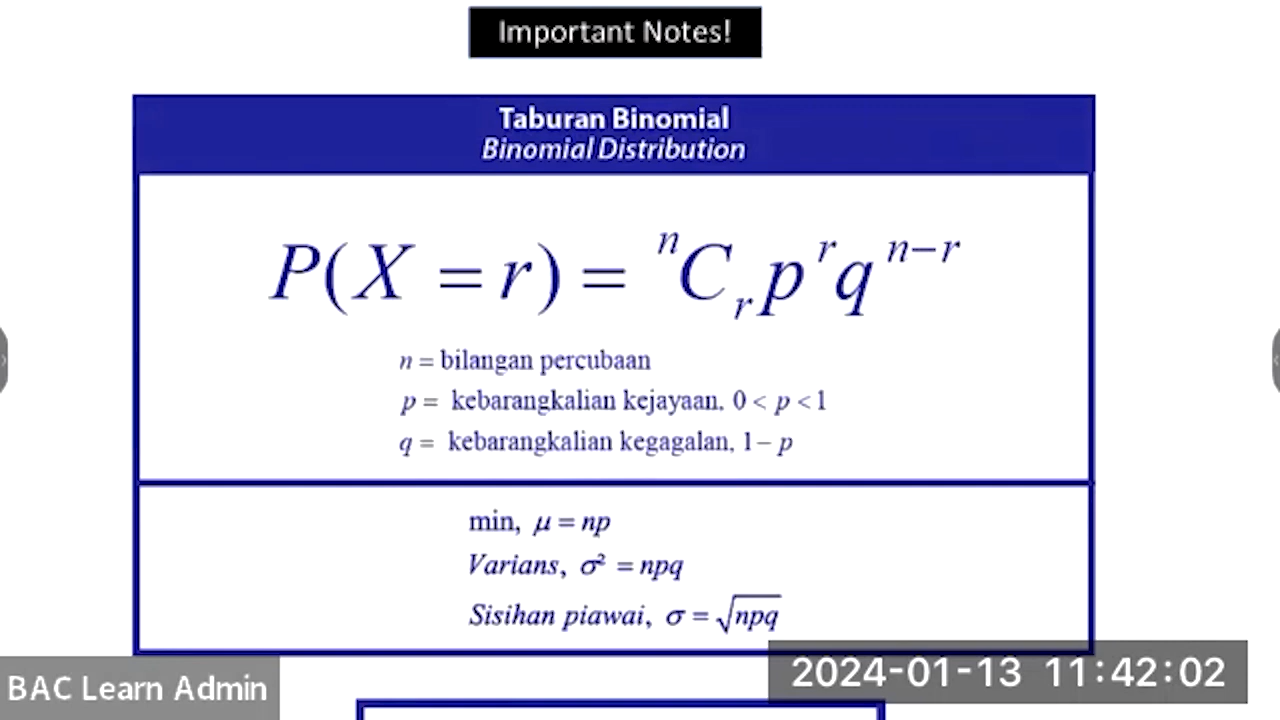 Important Notes!
Taburan Binomial
Binomial Distribution
P(X = r) = ⁿCᵣ pʳ qⁿ⁻ʳ
n = bilangan percubaan
p = kebarangkalian kejayaan, 0 < p < 1
q = kebarangkalian kegagalan, 1 – p
min, μ = np
Varians, σ² = npq
Sisihan piawai, σ = √npq
2024-01-13 11:42:02
BAC Learn Admin